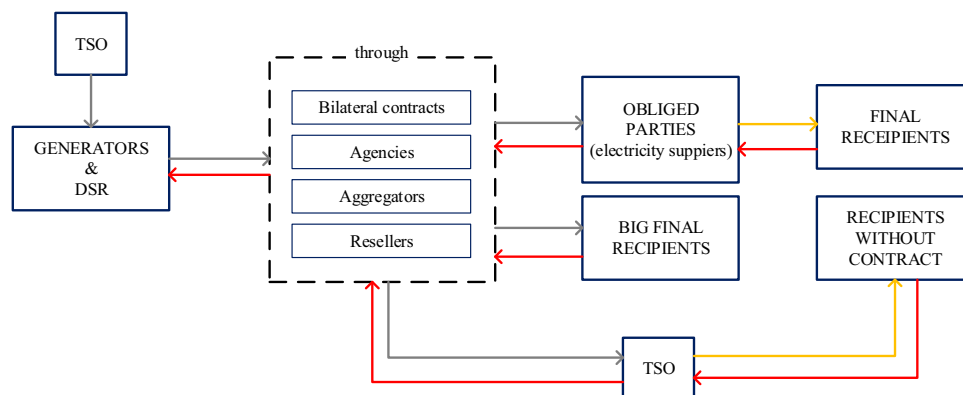 TSO
through
GENERATORS
&
DSR
Bilateral contracts
Agencies
Aggregators
Resellers
OBLIGED
PARTIES
(electricity suppiers)
FINAL
RECEIPIENTS
BIG FINAL
RECIPIENTS
RECIPIENTS
WITHOUT
CONTRACT
TSO